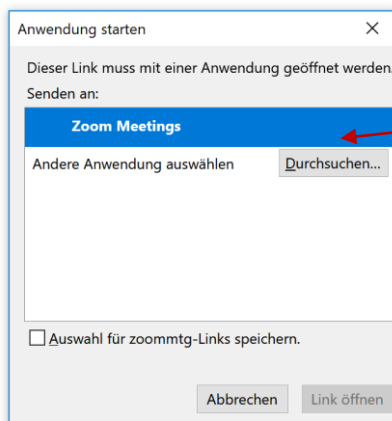 Anwendung starten
Dieser Link muss mit einer Anwendung geöffnet werden.
Senden an:
Zoom Meetings
Andere Anwendung auswählen Durchsuchen...
Auswahl für zoommtg-Links speichern.
Abbrechen Link öffnen